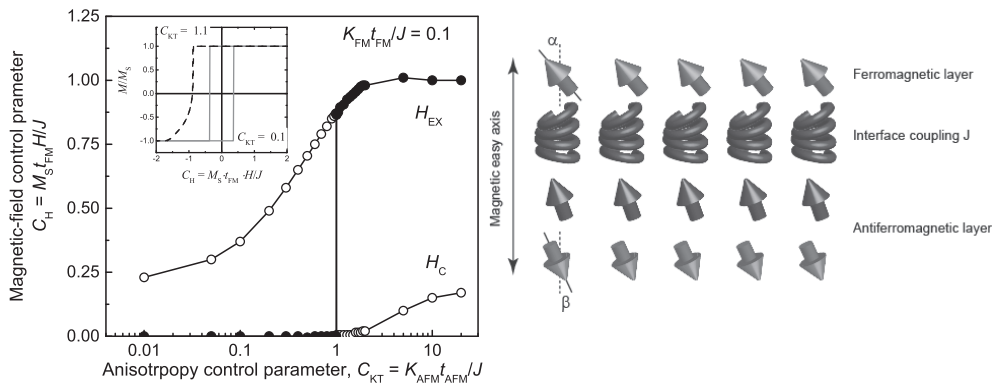 C_KT = 1.1
K_FM t_FM/J = 0.1
1.0
0.5
0.0
-0.5
-1.0
M/M_S
C_KT = 0.1
-2 -1 0 1 2
C_H = M_S·t_FM·H/J
1.25
1.00
0.75
0.50
0.25
0.00
Magnetic-field control prameter
C_H = M_S t_FM H/J
H_EX
H_C
0.01 0.1 1 10
Anisotrpopy control parameter, C_KT = K_AFM t_AFM/J
α
Magnetic easy axis
Ferromagnetic layer
Interface coupling J
Antiferromagnetic layer
β